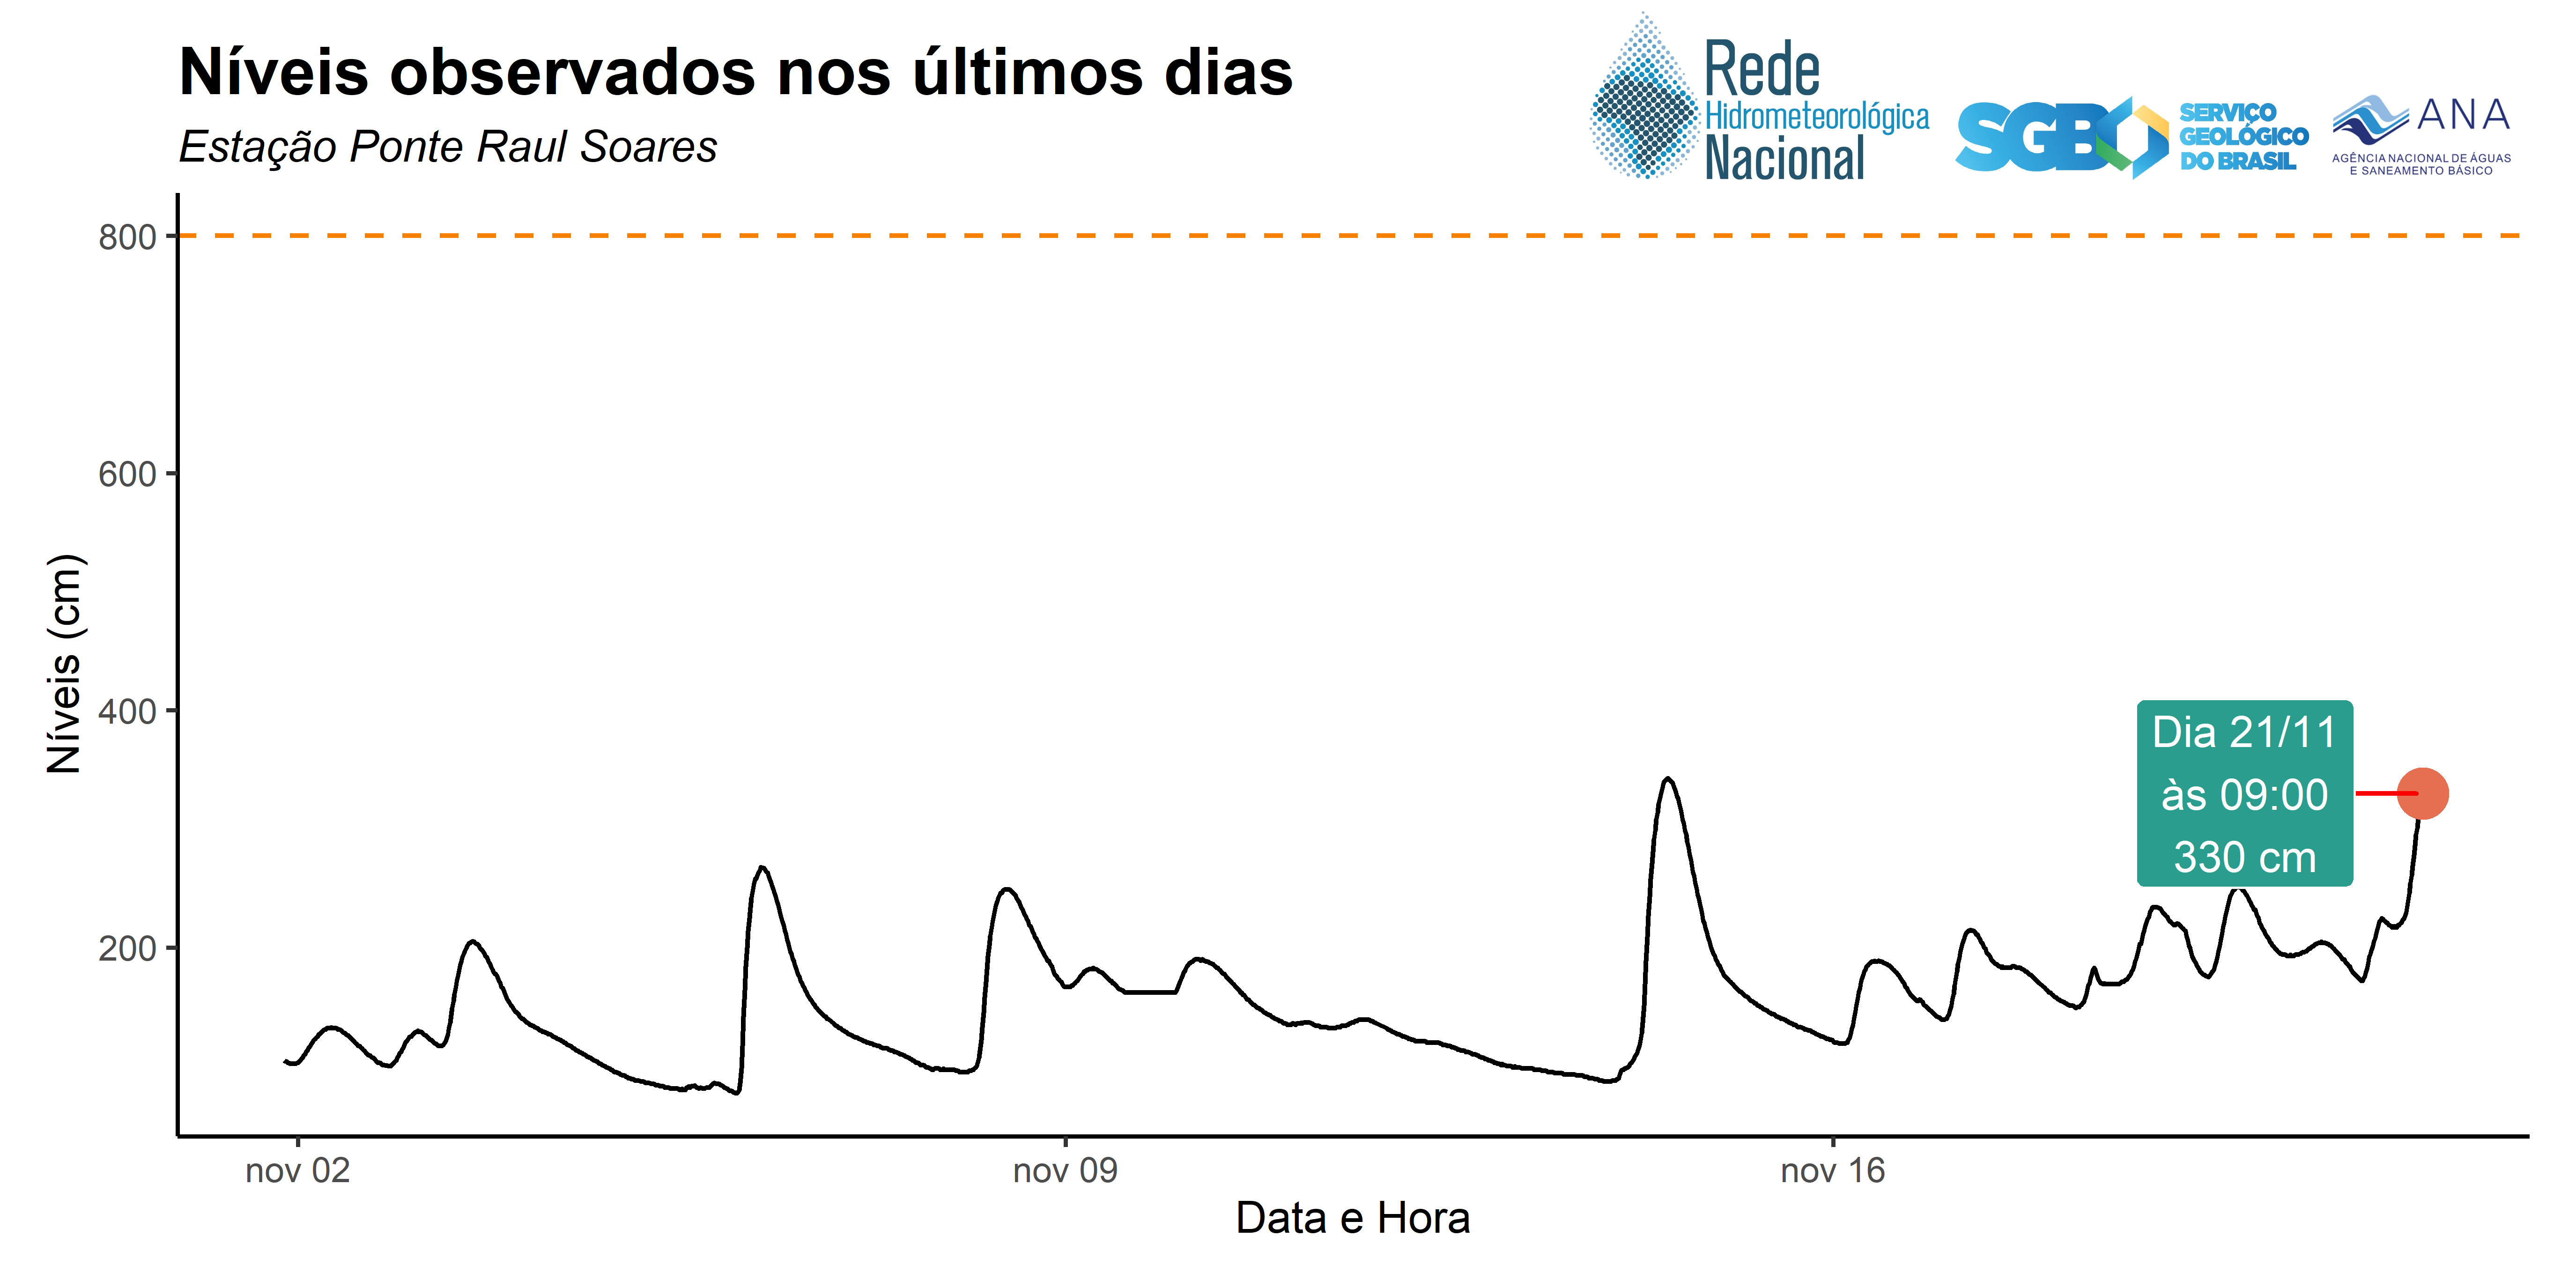 Níveis observados nos últimos dias
Estação Ponte Raul Soares
Rede
Hidrometeorológica
Nacional
SGB
SERVIÇO
GEOLÓGICO
DO BRASIL
ANA
AGÊNCIA NACIONAL DE ÁGUAS
E SANEAMENTO BÁSICO
Níveis (cm)
800
600
400
200
Dia 21/11
às 09:00
330 cm
nov 02
nov 09
nov 16
Data e Hora